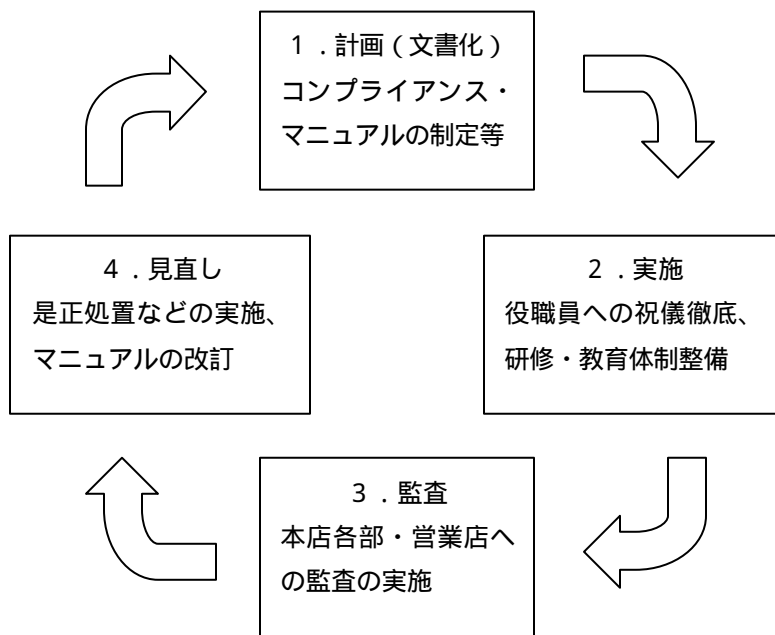 1．計画（文書化）
コンプライアンス・
マニュアルの制定等
2．実施
役職員への祝儀徹底、
研修・教育体制整備
3．監査
本店各部・営業店へ
の監査の実施
4．見直し
是正処置などの実施、
マニュアルの改訂